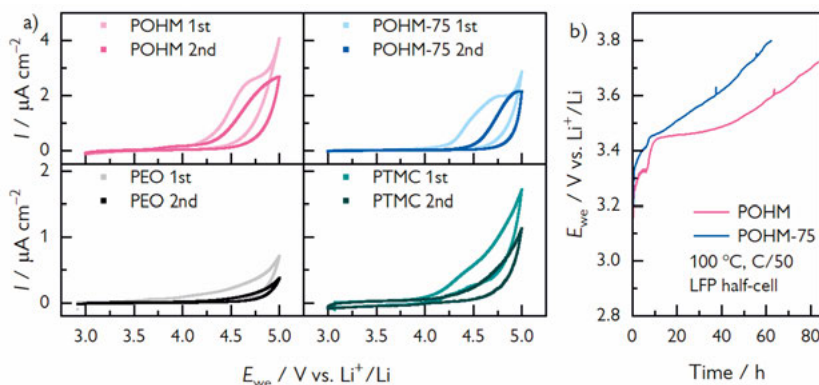 a)
POHM 1st
POHM 2nd
POHM-75 1st
POHM-75 2nd
I / µA cm⁻²
4
2
0
PEO 1st
PEO 2nd
PTMC 1st
PTMC 2nd
I / µA cm⁻²
2
1
0
3.0 3.5 4.0 4.5 5.0 3.0 3.5 4.0 4.5 5.0
E_we / V vs. Li⁺/Li
b)
E_we / V vs. Li⁺/Li
3.8
3.6
3.4
3.2
3.0
2.8
POHM
POHM-75
100 °C, C/50
LFP half-cell
0 20 40 60 80
Time / h